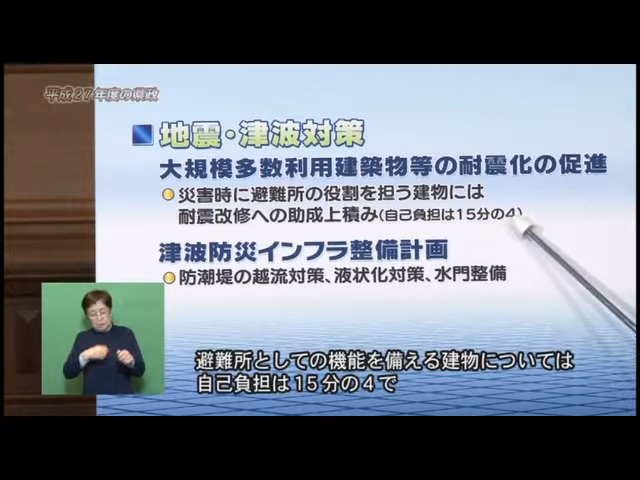 平成27年度の県政
地震・津波対策
大規模多数利用建築物等の耐震化の促進
災害時に避難所の役割を担う建物には
耐震改修への助成上積み(自己負担は15分の4)
津波防災インフラ整備計画
防潮堤の越流対策、液状化対策、水門整備
避難所としての機能を備える建物については
自己負担は15分の4で